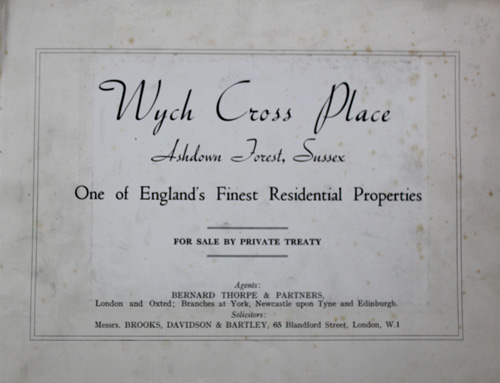 Wych Cross Place
Ashdown Forest, Sussex
One of England's Finest Residential Properties
FOR SALE BY PRIVATE TREATY
Agents:
BERNARD THORPE & PARTNERS,
London and Oxted; Branches at York, Newcastle upon Tyne and Edinburgh.
Solicitors:
Messrs. BROOKS, DAVIDSON & BARTLEY, 65 Blandford Street, London, W.1